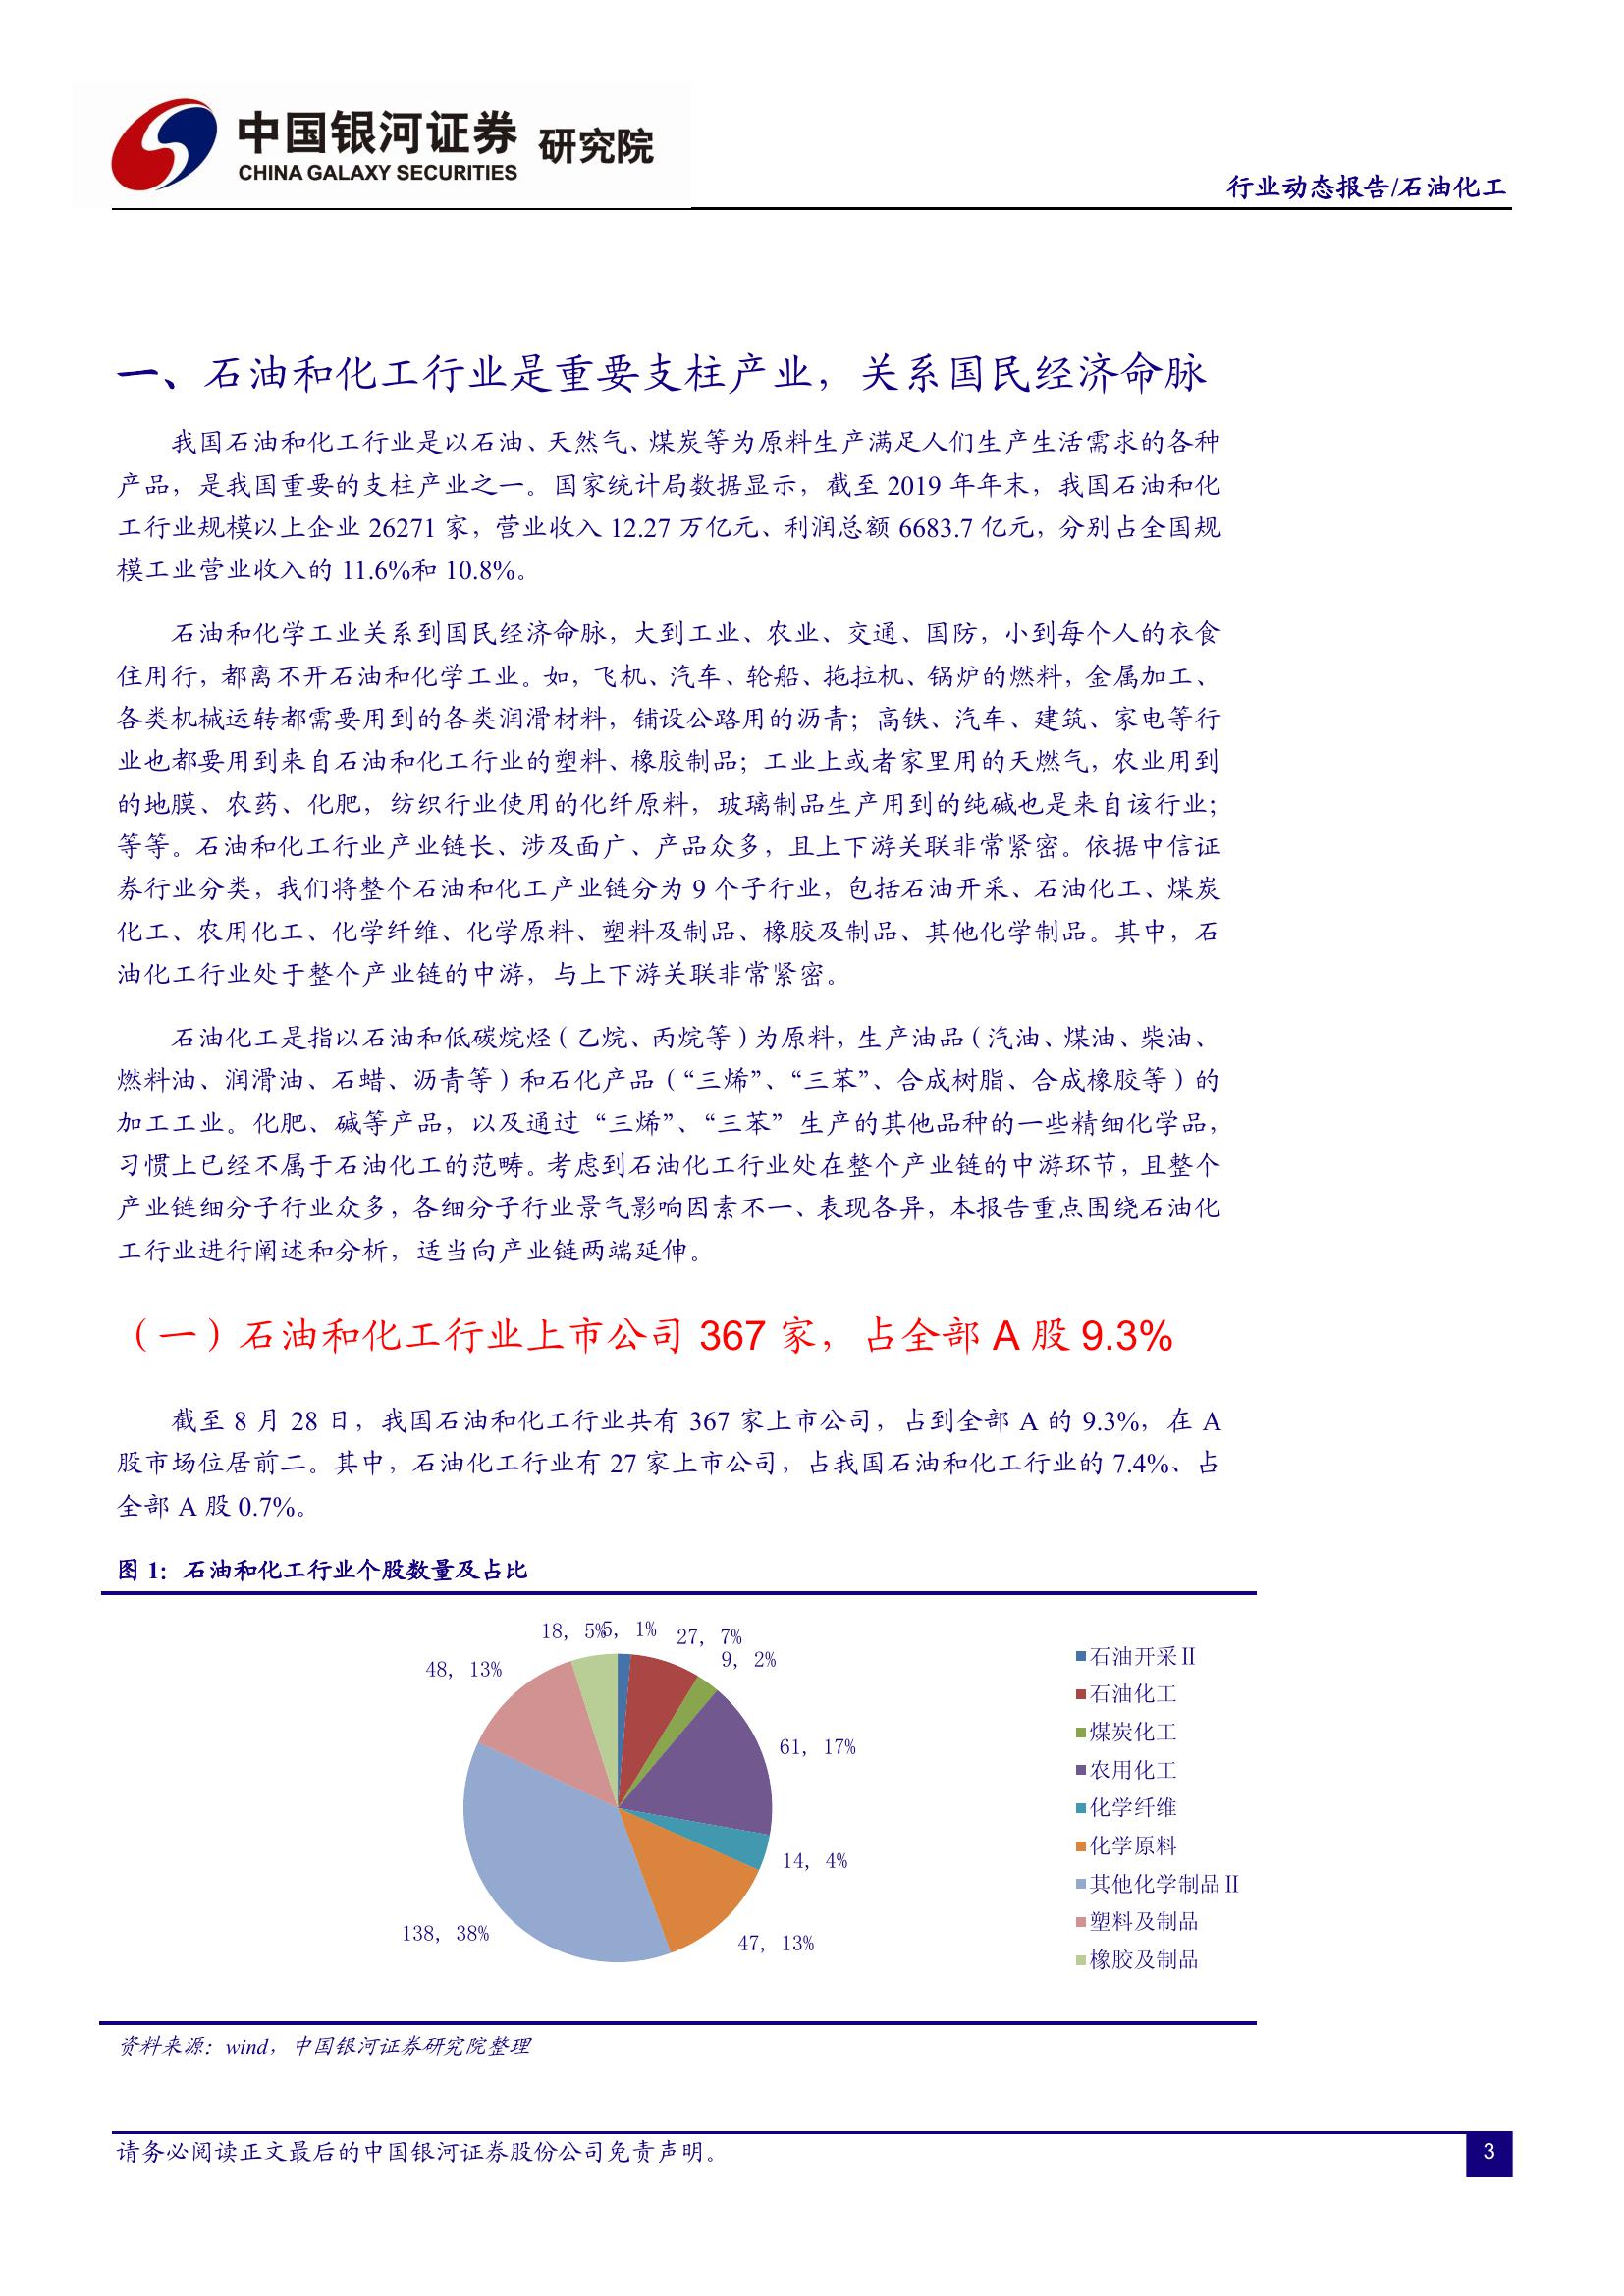 中国银河证券 研究院
CHINA GALAXY SECURITIES
行业动态报告/石油化工
一、石油和化工行业是重要支柱产业，关系国民经济命脉
我国石油和化工行业是以石油、天然气、煤炭等为原料生产满足人们生产生活需求的各种
产品，是我国重要的支柱产业之一。国家统计局数据显示，截至 2019 年年末，我国石油和化
工行业规模以上企业 26271 家，营业收入 12.27 万亿元、利润总额 6683.7 亿元，分别占全国规
模工业营业收入的 11.6%和 10.8%。
石油和化学工业关系到国民经济命脉，大到工业、农业、交通、国防，小到每个人的衣食
住用行，都离不开石油和化学工业。如，飞机、汽车、轮船、拖拉机、锅炉的燃料，金属加工、
各类机械运转都需要用到的各类润滑材料，铺设公路用的沥青；高铁、汽车、建筑、家电等行
业也都要用到来自石油和化工行业的塑料、橡胶制品；工业上或者家里用的天燃气，农业用到
的地膜、农药、化肥，纺织行业使用的化纤原料，玻璃制品生产用到的纯碱也是来自该行业；
等等。石油和化工行业产业链长、涉及面广、产品众多，且上下游关联非常紧密。依据中信证
券行业分类，我们将整个石油和化工产业链分为 9 个子行业，包括石油开采、石油化工、煤炭
化工、农用化工、化学纤维、化学原料、塑料及制品、橡胶及制品、其他化学制品。其中，石
油化工行业处于整个产业链的中游，与上下游关联非常紧密。
石油化工是指以石油和低碳烷烃（乙烷、丙烷等）为原料，生产油品（汽油、煤油、柴油、
燃料油、润滑油、石蜡、沥青等）和石化产品（“三烯”、“三苯”、合成树脂、合成橡胶等）的
加工工业。化肥、碱等产品，以及通过“三烯”、“三苯”生产的其他品种的一些精细化学品，
习惯上已经不属于石油化工的范畴。考虑到石油化工行业处在整个产业链的中游环节，且整个
产业链细分子行业众多，各细分子行业景气影响因素不一、表现各异，本报告重点围绕石油化
工行业进行阐述和分析，适当向产业链两端延伸。
（一）石油和化工行业上市公司 367 家，占全部 A 股 9.3%
截至 8 月 28 日，我国石油和化工行业共有 367 家上市公司，占到全部 A 的 9.3%，在 A
股市场位居前二。其中，石油化工行业有 27 家上市公司，占我国石油和化工行业的 7.4%、占
全部 A 股 0.7%。
图 1：石油和化工行业个股数量及占比
18, 5%
5, 1%
27, 7%
9, 2%
48, 13%
61, 17%
14, 4%
138, 38%
47, 13%
石油开采Ⅱ
石油化工
煤炭化工
农用化工
化学纤维
化学原料
其他化学制品Ⅱ
塑料及制品
橡胶及制品
资料来源：wind，中国银河证券研究院整理
请务必阅读正文最后的中国银河证券股份公司免责声明。
3